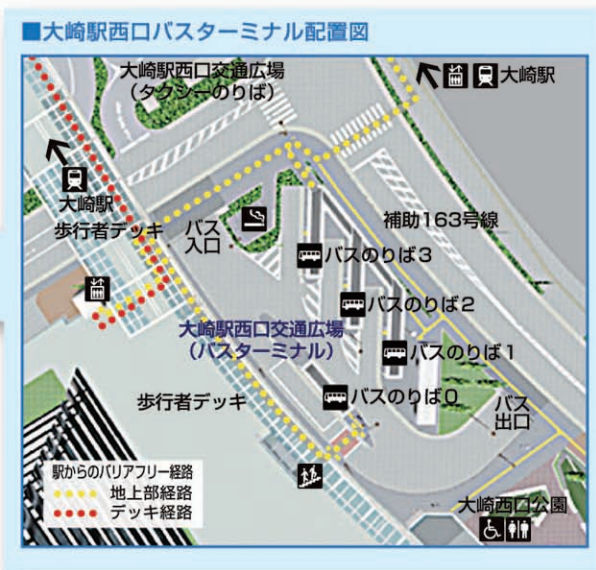 ■大崎駅西口バスターミナル配置図
大崎駅西口交通広場
(タクシーのりば)
大崎駅
大崎駅
歩行者デッキ
バス
入口
補助163号線
バスのりば3
バスのりば2
大崎駅西口交通広場
(バスターミナル)
バスのりば1
歩行者デッキ
バスのりば0
バス
出口
駅からのバリアフリー経路
地上部経路
デッキ経路
大崎西口公園